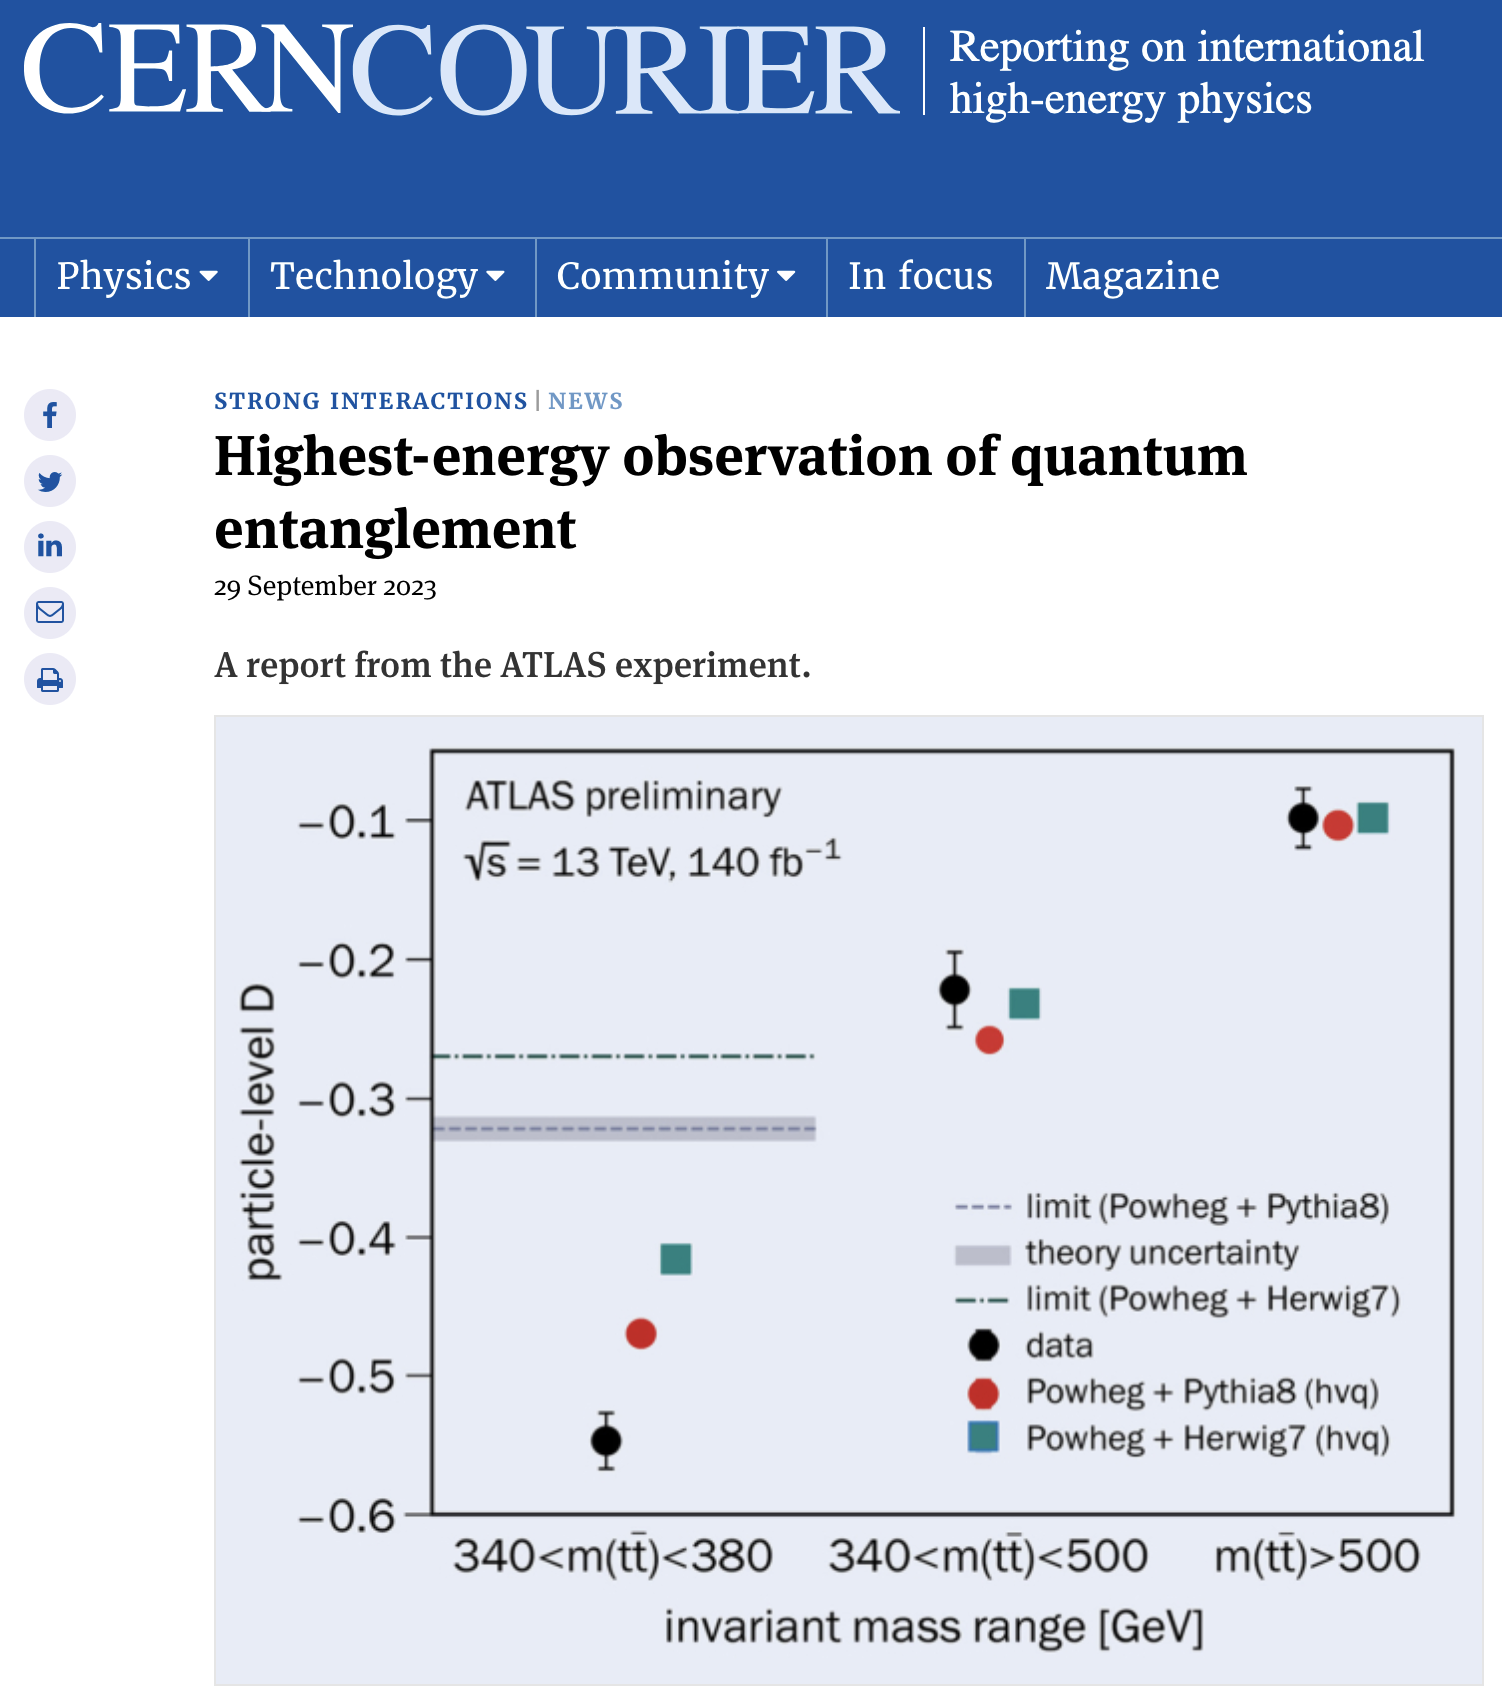 CERNCOURIER
Reporting on international
high-energy physics
Physics
Technology
Community
In focus
Magazine
STRONG INTERACTIONS | NEWS
Highest-energy observation of quantum
entanglement
29 September 2023
A report from the ATLAS experiment.
ATLAS preliminary
√s = 13 TeV, 140 fb⁻¹
particle-level D
−0.1
−0.2
−0.3
−0.4
−0.5
−0.6
limit (Powheg + Pythia8)
theory uncertainty
limit (Powheg + Herwig7)
data
Powheg + Pythia8 (hvq)
Powheg + Herwig7 (hvq)
340<m(tt̄)<380
340<m(tt̄)<500
m(tt̄)>500
invariant mass range [GeV]